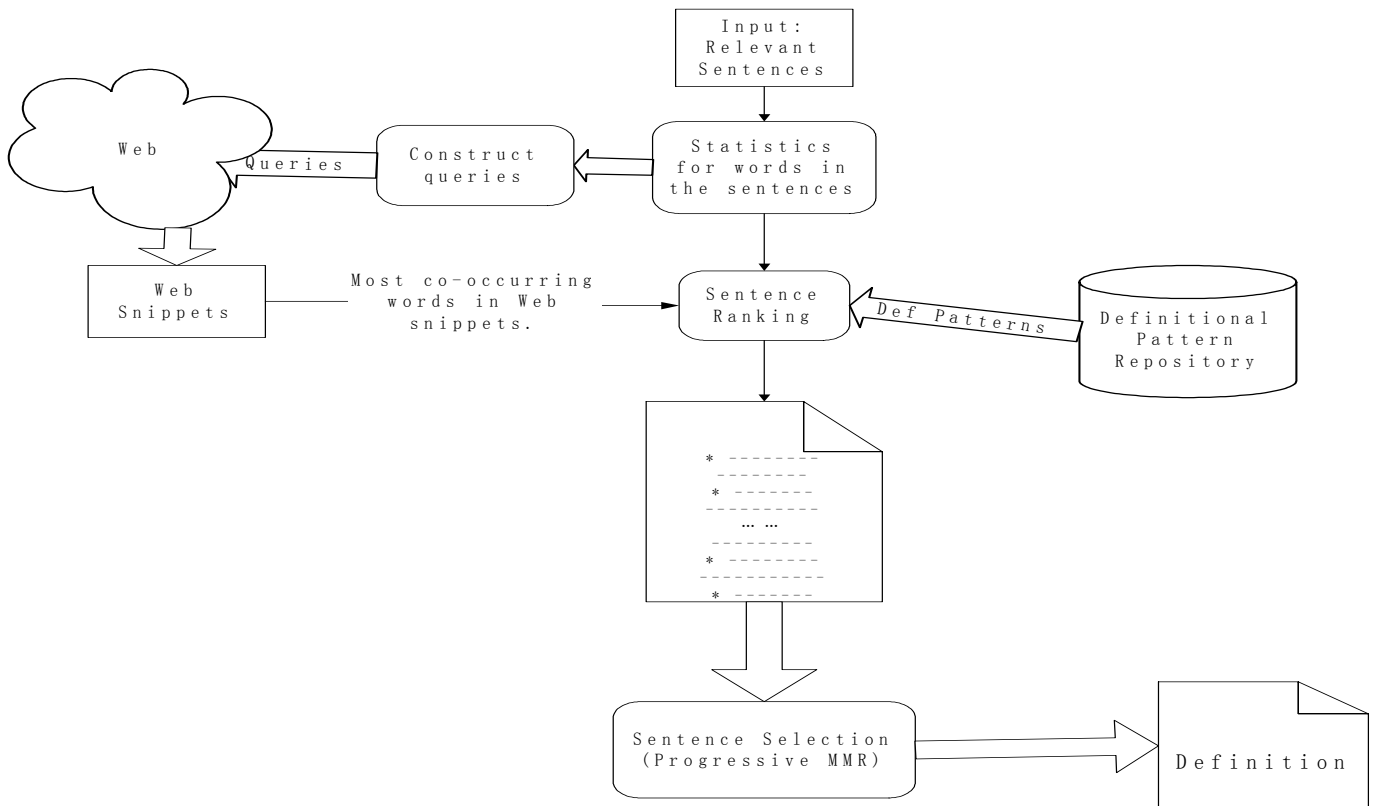 Input:
Relevant
Sentences
Web
Queries
Construct
queries
Statistics
for words in
the sentences
Web
Snippets
Most co-occurring
words in Web
snippets.
Sentence
Ranking
Def Patterns
Definitional
Pattern
Repository
* --------
--------
* -------
----------
... ...
---------
* --------
-----------
* -------
Sentence Selection
(Progressive MMR)
Definition